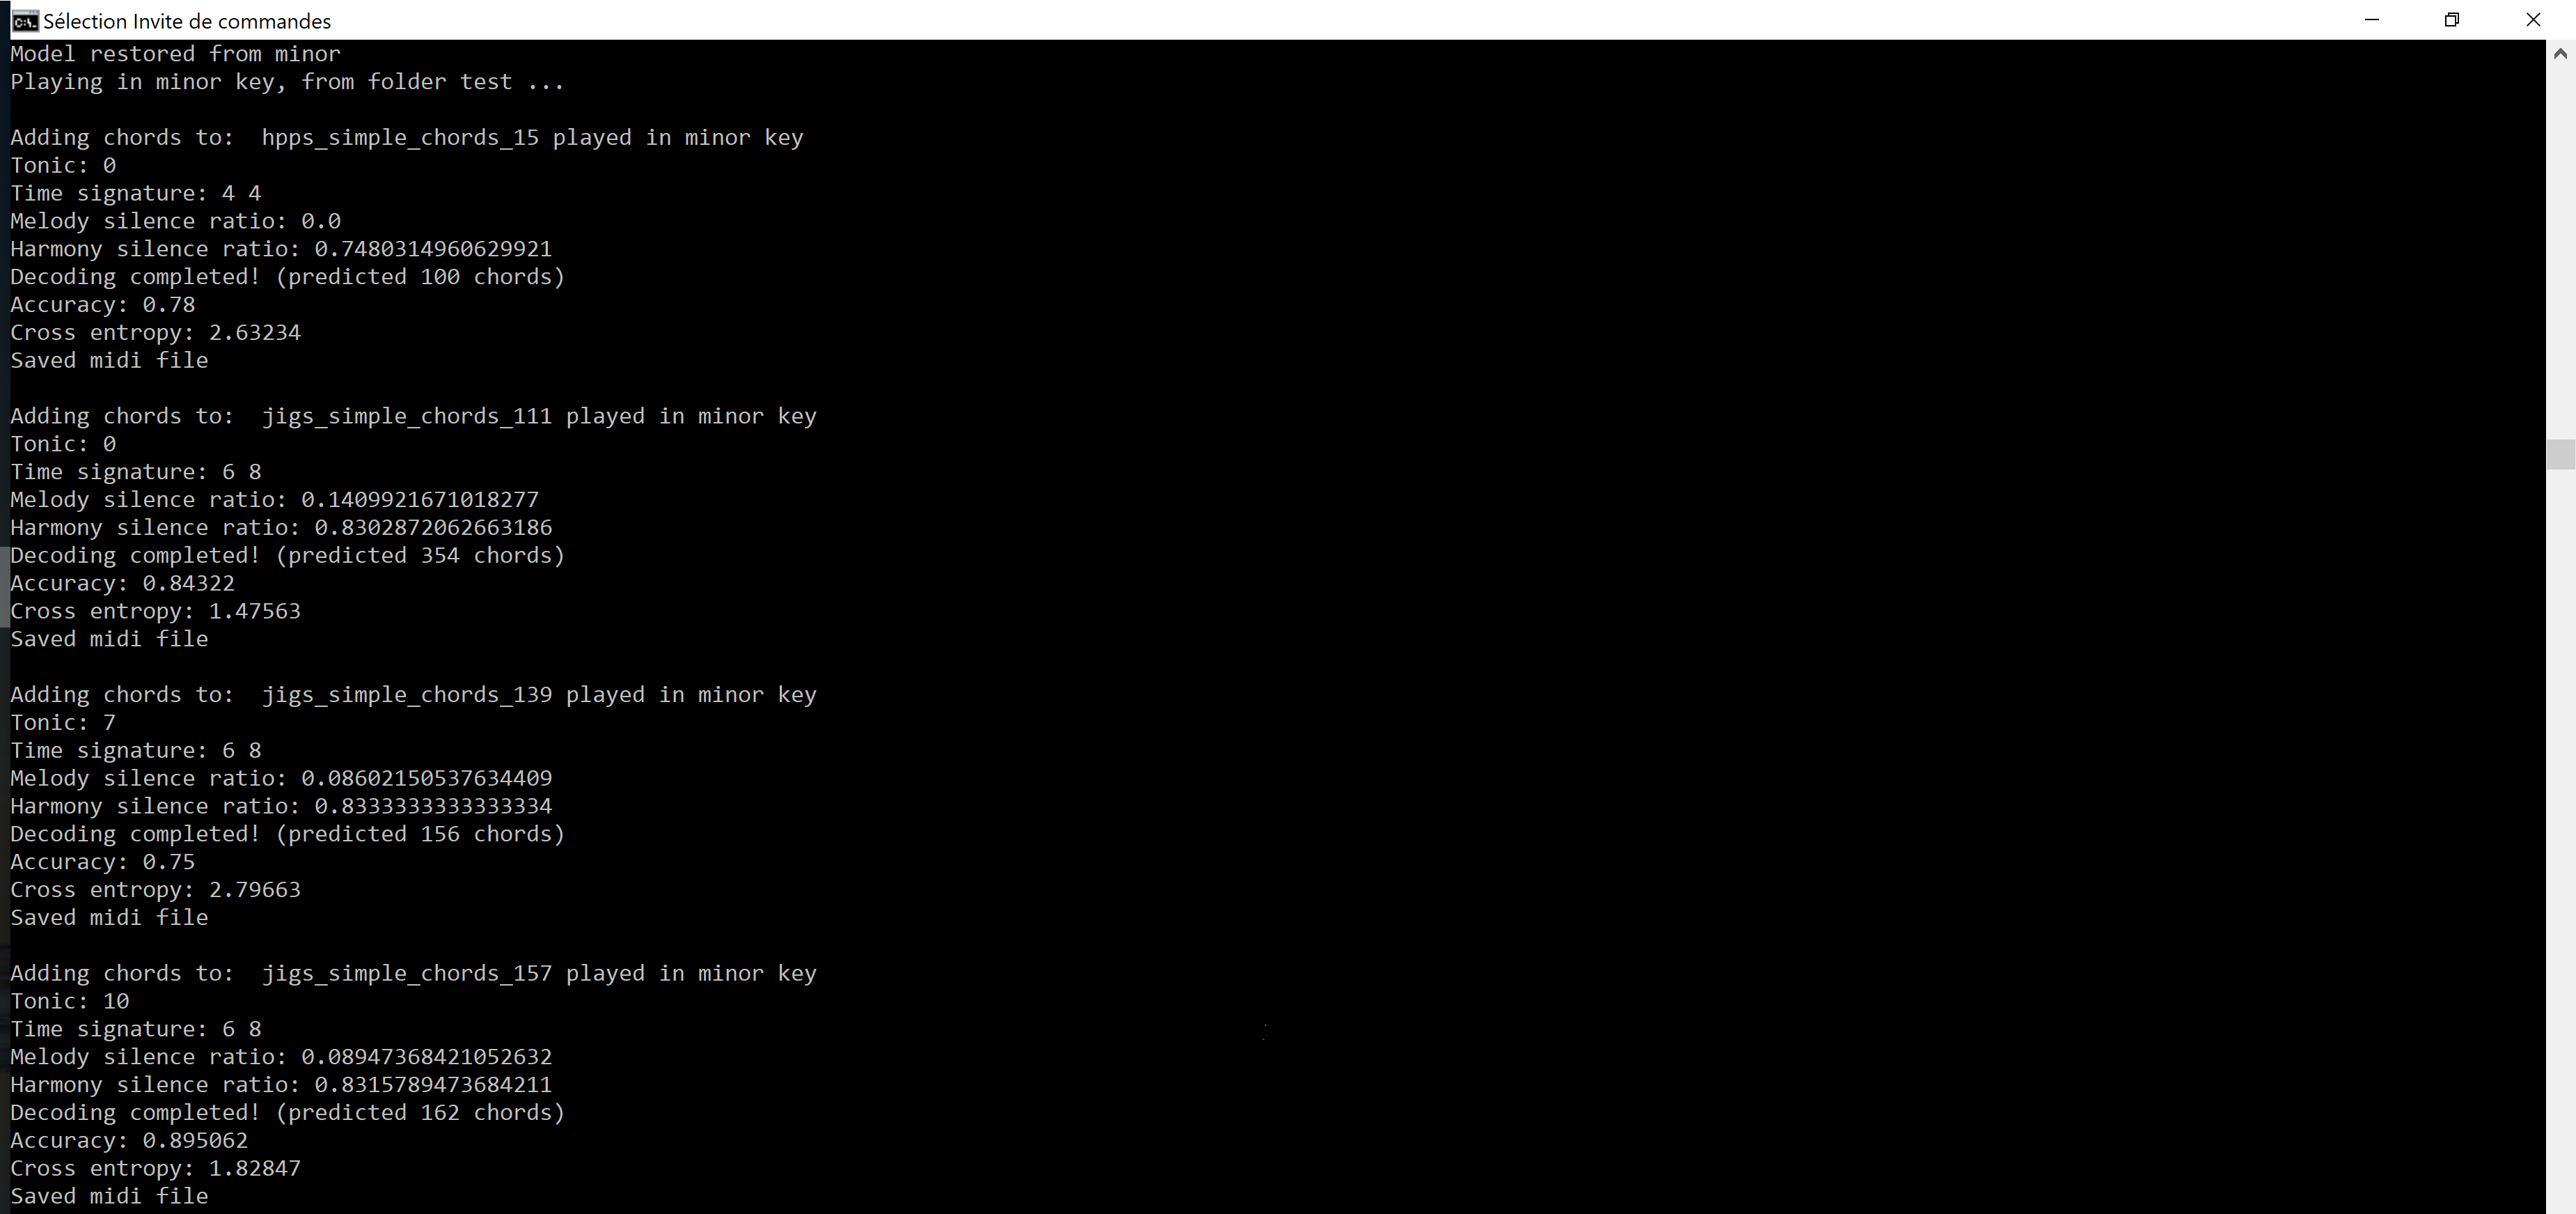 Sélection Invite de commandes
Model restored from minor
Playing in minor key, from folder test ...
Adding chords to:  hpps_simple_chords_15 played in minor key
Tonic: 0
Time signature: 4 4
Melody silence ratio: 0.0
Harmony silence ratio: 0.7480314960629921
Decoding completed! (predicted 100 chords)
Accuracy: 0.78
Cross entropy: 2.63234
Saved midi file
Adding chords to:  jigs_simple_chords_111 played in minor key
Tonic: 0
Time signature: 6 8
Melody silence ratio: 0.1409921671018277
Harmony silence ratio: 0.8302872062663186
Decoding completed! (predicted 354 chords)
Accuracy: 0.84322
Cross entropy: 1.47563
Saved midi file
Adding chords to:  jigs_simple_chords_139 played in minor key
Tonic: 7
Time signature: 6 8
Melody silence ratio: 0.08602150537634409
Harmony silence ratio: 0.8333333333333334
Decoding completed! (predicted 156 chords)
Accuracy: 0.75
Cross entropy: 2.79663
Saved midi file
Adding chords to:  jigs_simple_chords_157 played in minor key
Tonic: 10
Time signature: 6 8
Melody silence ratio: 0.08947368421052632
Harmony silence ratio: 0.8315789473684211
Decoding completed! (predicted 162 chords)
Accuracy: 0.895062
Cross entropy: 1.82847
Saved midi file